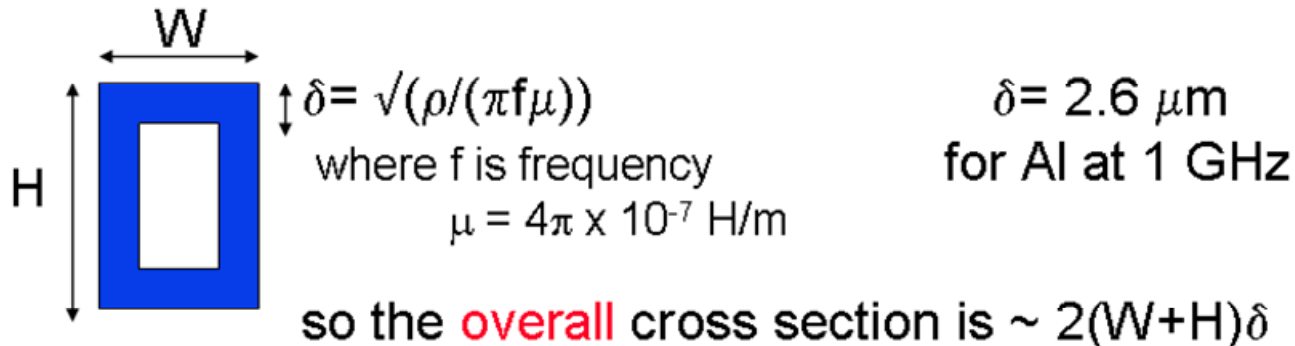 W
δ= √(ρ/(πfμ))
δ= 2.6 μm
where f is frequency
for Al at 1 GHz
H
μ = 4π x 10⁻⁷ H/m
so the overall cross section is ~ 2(W+H)δ